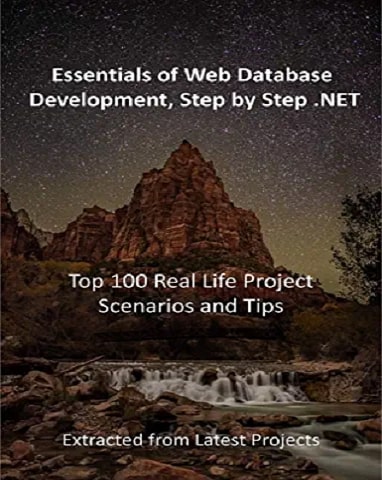 Essentials of Web Database
Development, Step by Step .NET
Top 100 Real Life Project
Scenarios and Tips
Extracted from Latest Projects